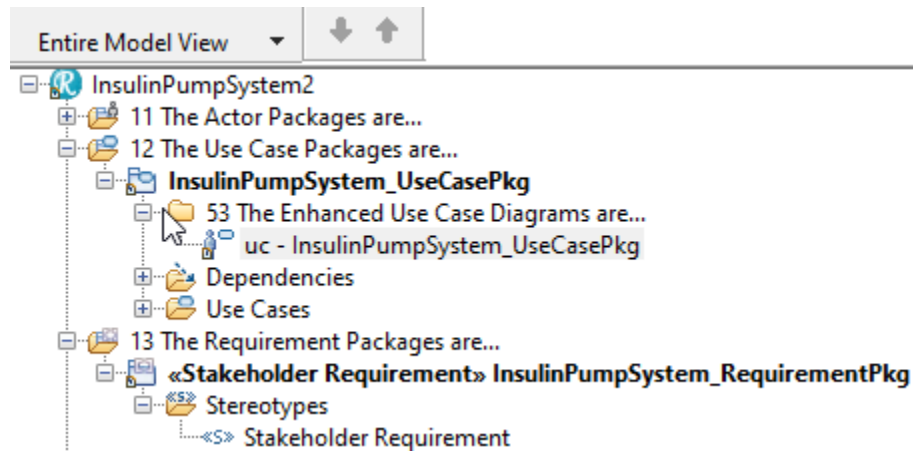 Entire Model View
InsulinPumpSystem2
11 The Actor Packages are...
12 The Use Case Packages are...
InsulinPumpSystem_UseCasePkg
53 The Enhanced Use Case Diagrams are...
uc - InsulinPumpSystem_UseCasePkg
Dependencies
Use Cases
13 The Requirement Packages are...
«Stakeholder Requirement» InsulinPumpSystem_RequirementPkg
«S»
Stereotypes
«S» Stakeholder Requirement